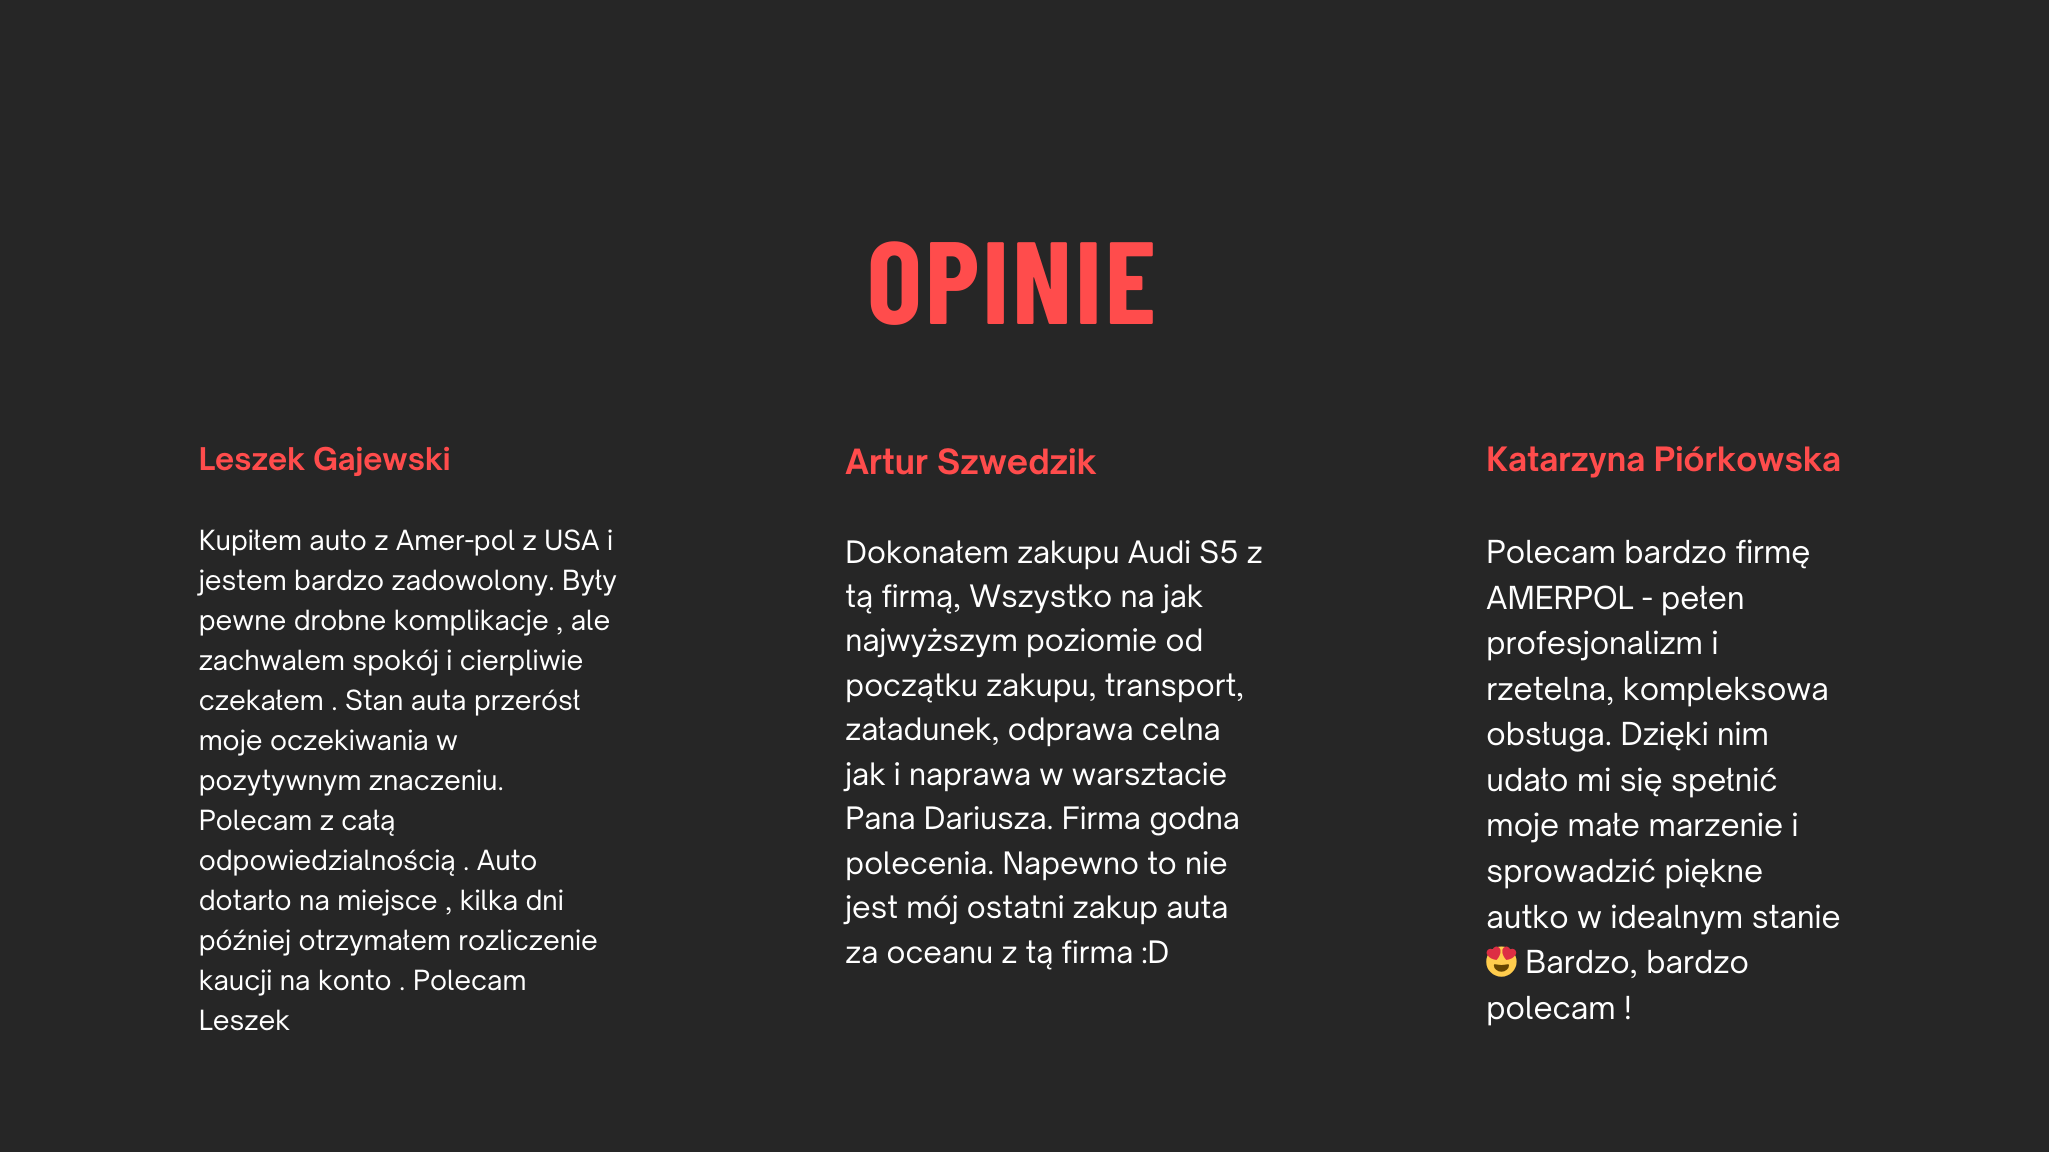 OPINIE
Leszek Gajewski
Kupiłem auto z Amer-pol z USA i
jestem bardzo zadowolony. Były
pewne drobne komplikacje , ale
zachwalem spokój i cierpliwie
czekałem . Stan auta przerósł
moje oczekiwania w
pozytywnym znaczeniu.
Polecam z całą
odpowiedzialnością . Auto
dotarło na miejsce , kilka dni
później otrzymałem rozliczenie
kaucji na konto . Polecam
Leszek
Artur Szwedzik
Dokonałem zakupu Audi S5 z
tą firmą, Wszystko na jak
najwyższym poziomie od
początku zakupu, transport,
załadunek, odprawa celna
jak i naprawa w warsztacie
Pana Dariusza. Firma godna
polecenia. Napewno to nie
jest mój ostatni zakup auta
za oceanu z tą firma :D
Katarzyna Piórkowska
Polecam bardzo firmę
AMERPOL - pełen
profesjonalizm i
rzetelna, kompleksowa
obsługa. Dzięki nim
udało mi się spełnić
moje małe marzenie i
sprowadzić piękne
autko w idealnym stanie
😍 Bardzo, bardzo
polecam !